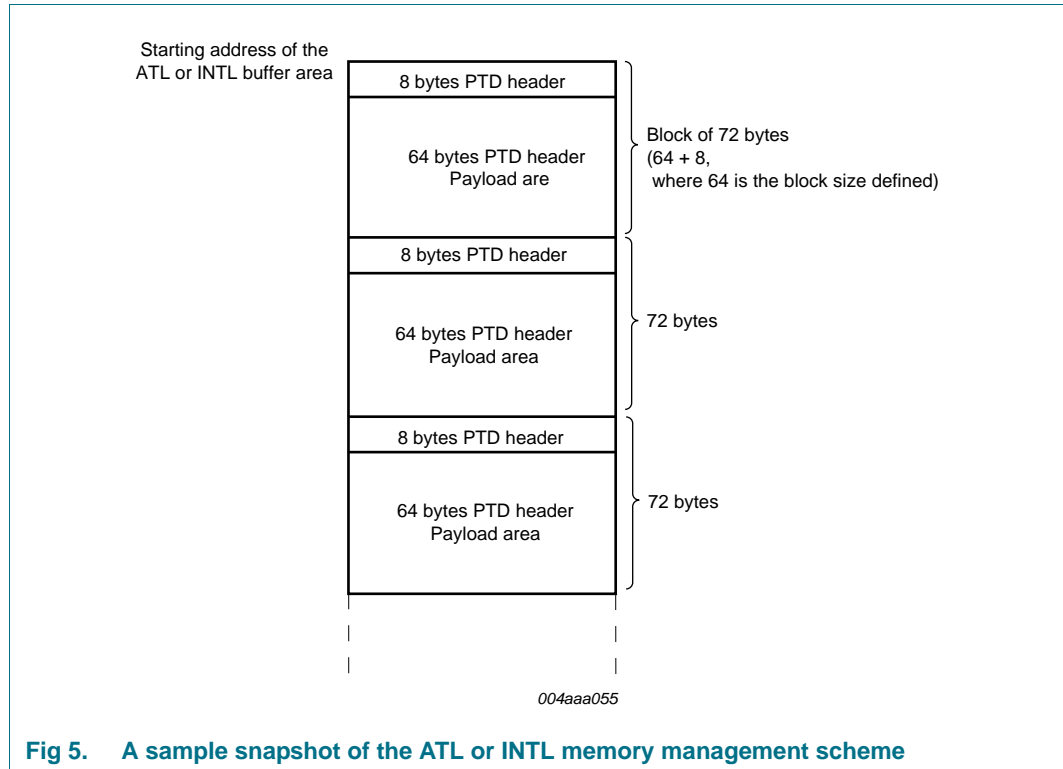 Starting address of the
ATL or INTL buffer area
8 bytes PTD header
64 bytes PTD header
Payload are
Block of 72 bytes
(64 + 8,
where 64 is the block size defined)
8 bytes PTD header
64 bytes PTD header
Payload area
72 bytes
8 bytes PTD header
64 bytes PTD header
Payload area
72 bytes
004aaa055
Fig 5. A sample snapshot of the ATL or INTL memory management scheme